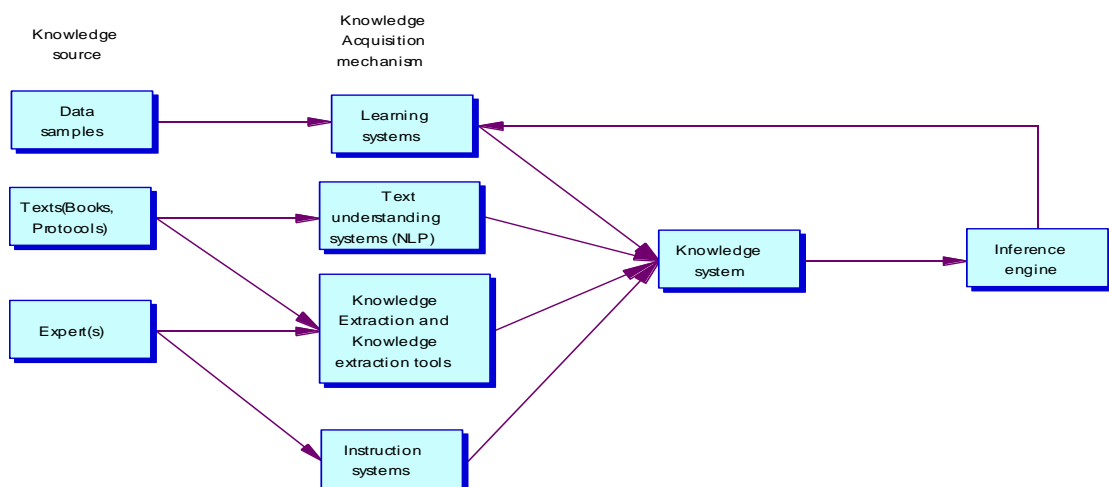 Knowledge
source
Knowledge
Acquisition
mechanism
Data
samples
Learning
systems
Texts(Books,
Protocols)
Text
understanding
systems (NLP)
Knowledge
system
Inference
engine
Expert(s)
Knowledge
Extraction and
Knowledge
extraction tools
Instruction
systems